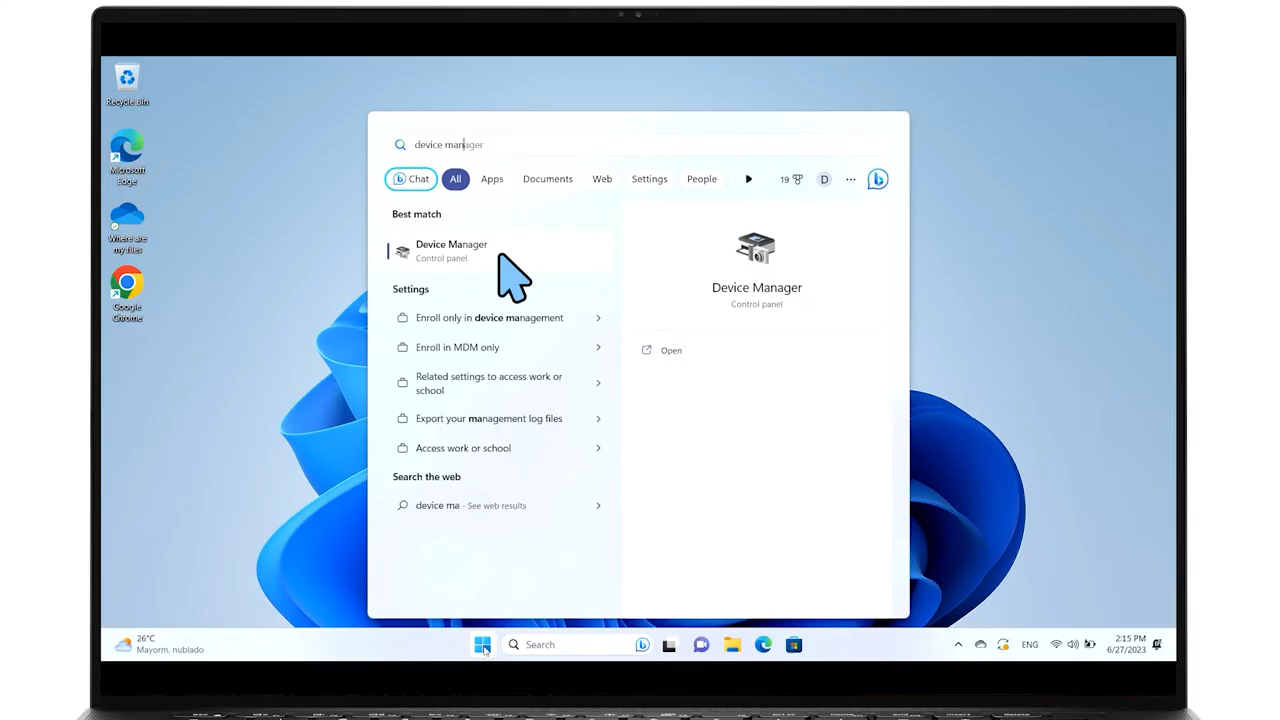 Recycle Bin
Microsoft
Edge
Where are
my files
Google
Chrome
device manager
Chat
All
Apps
Documents
Web
Settings
People
19
D
Best match
Device Manager
Control panel
Settings
Enroll only in device management
Enroll in MDM only
Related settings to access work or
school
Export your management log files
Access work or school
Search the web
device ma - See web results
Device Manager
Control panel
Open
26°C
Mayorm. nublado
Search
ENG
2:15 PM
6/27/2023